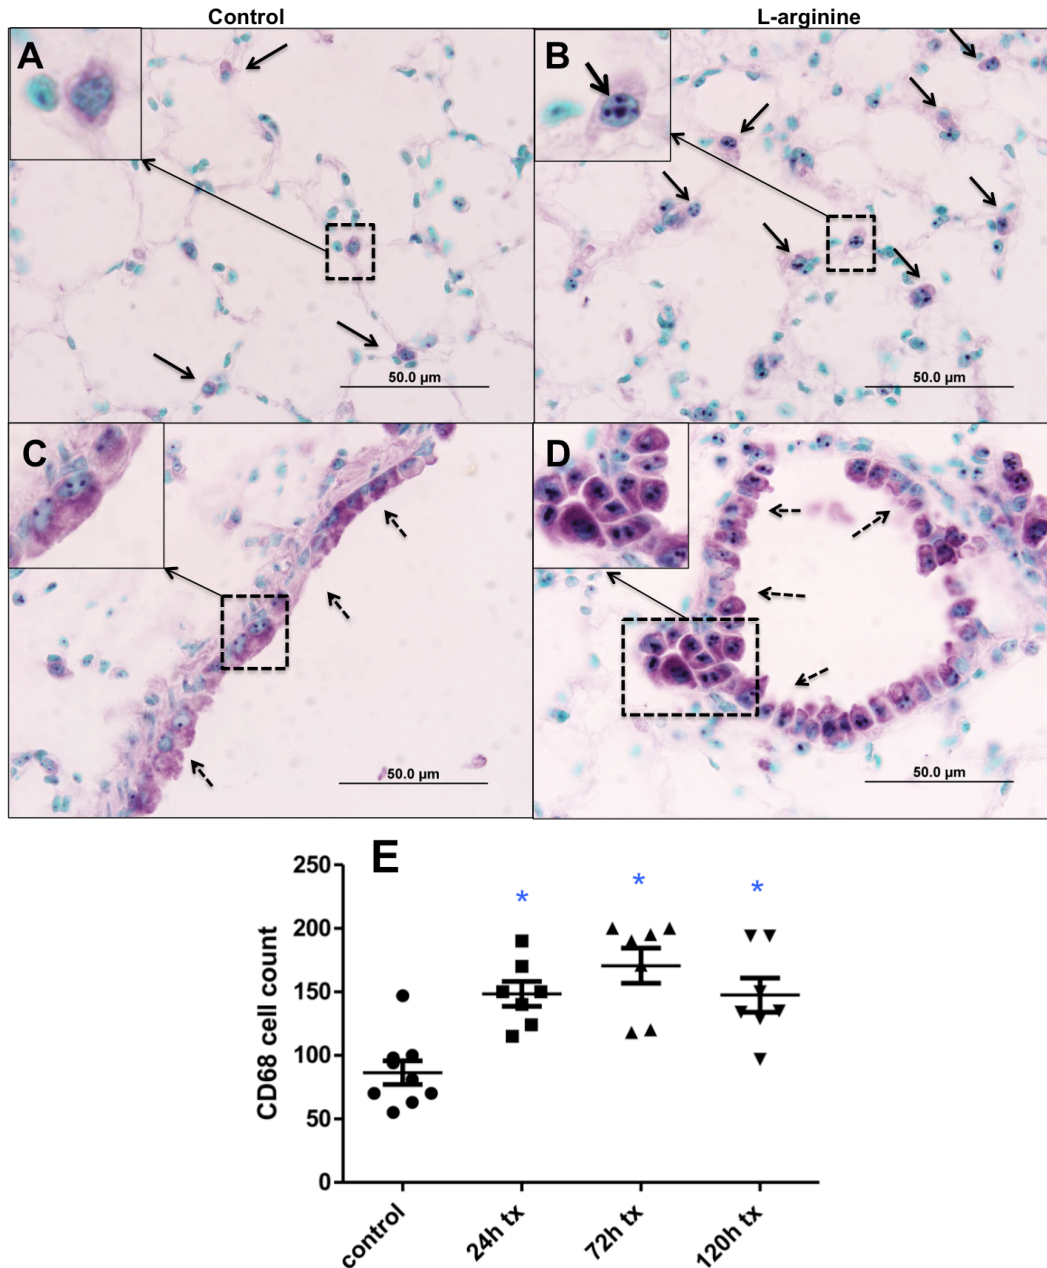 Control
L-arginine
A
B
50.0 µm
50.0 µm
C
D
50.0 µm
50.0 µm
E
250
200
150
100
50
0
CD68 cell count
*
*
*
control
24h tx
72h tx
120h tx